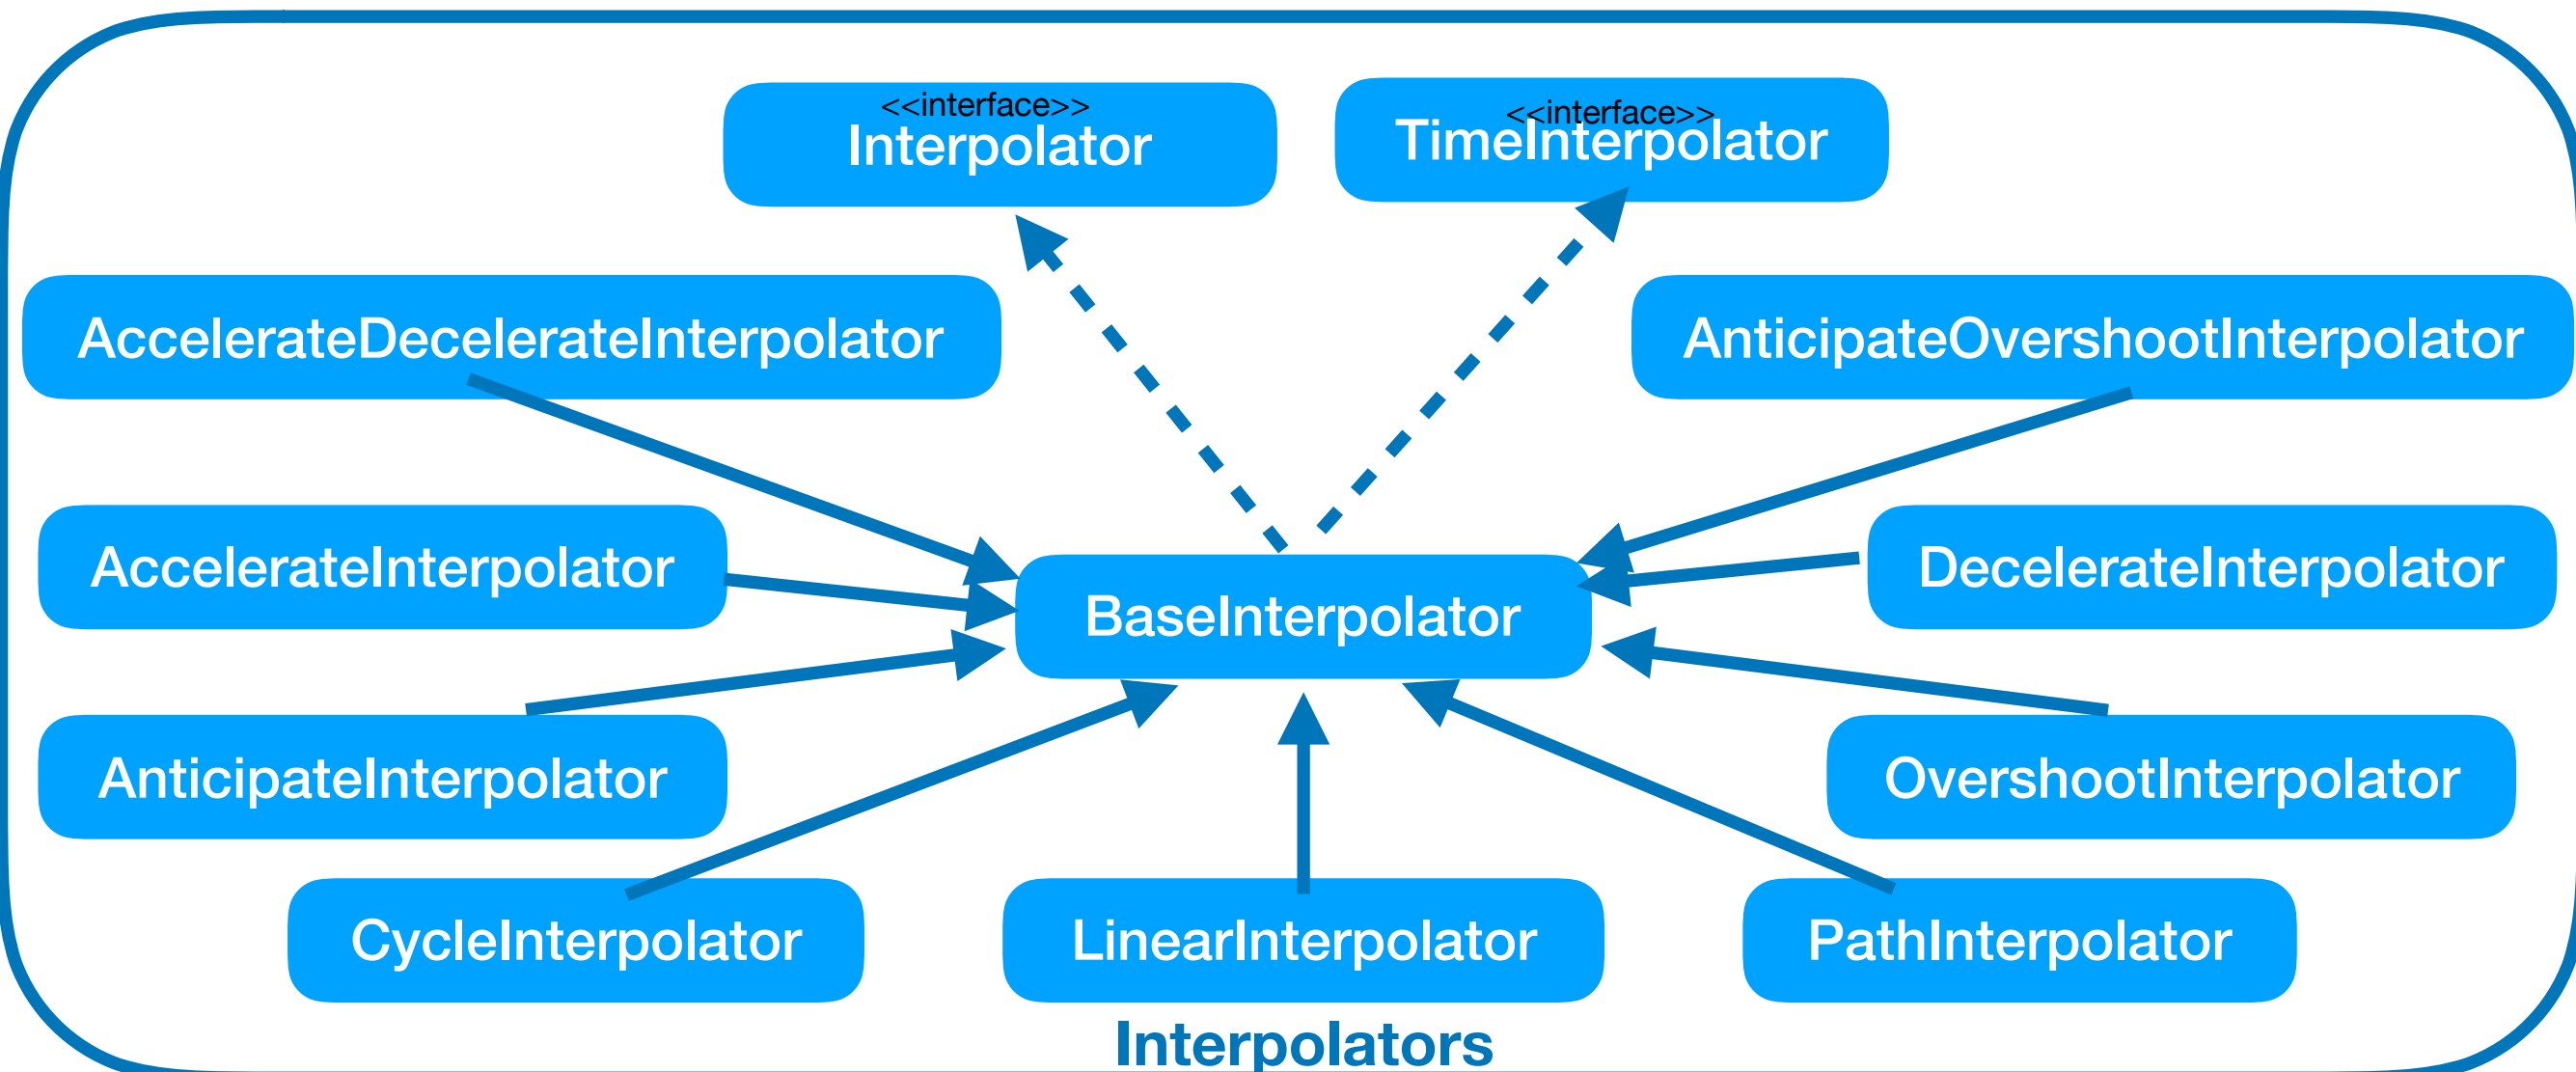 <<interface>>
Interpolator
<<interface>>
TimeInterpolator
AccelerateDecelerateInterpolator
AnticipateOvershootInterpolator
AccelerateInterpolator
DecelerateInterpolator
BaseInterpolator
AnticipateInterpolator
OvershootInterpolator
CycleInterpolator
LinearInterpolator
PathInterpolator
Interpolators